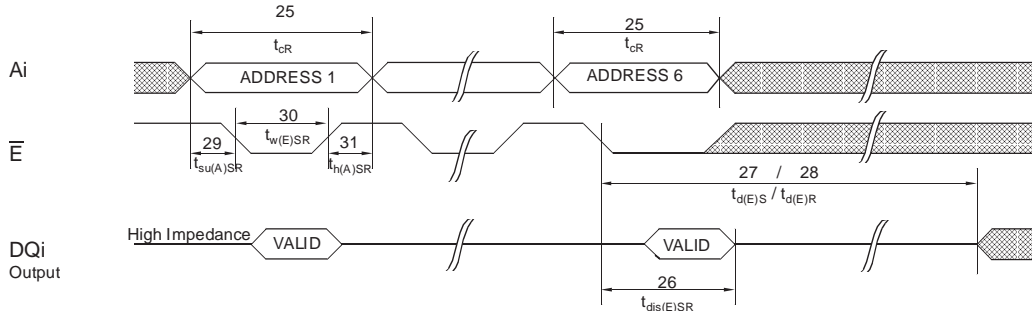 25
25
t_cR
t_cR
Ai
ADDRESS 1
ADDRESS 6
E̅
30
29
t_w(E)SR
31
t_su(A)SR
t_h(A)SR
27 / 28
t_d(E)S / t_d(E)R
DQi
Output
High Impedance
VALID
VALID
26
t_dis(E)SR